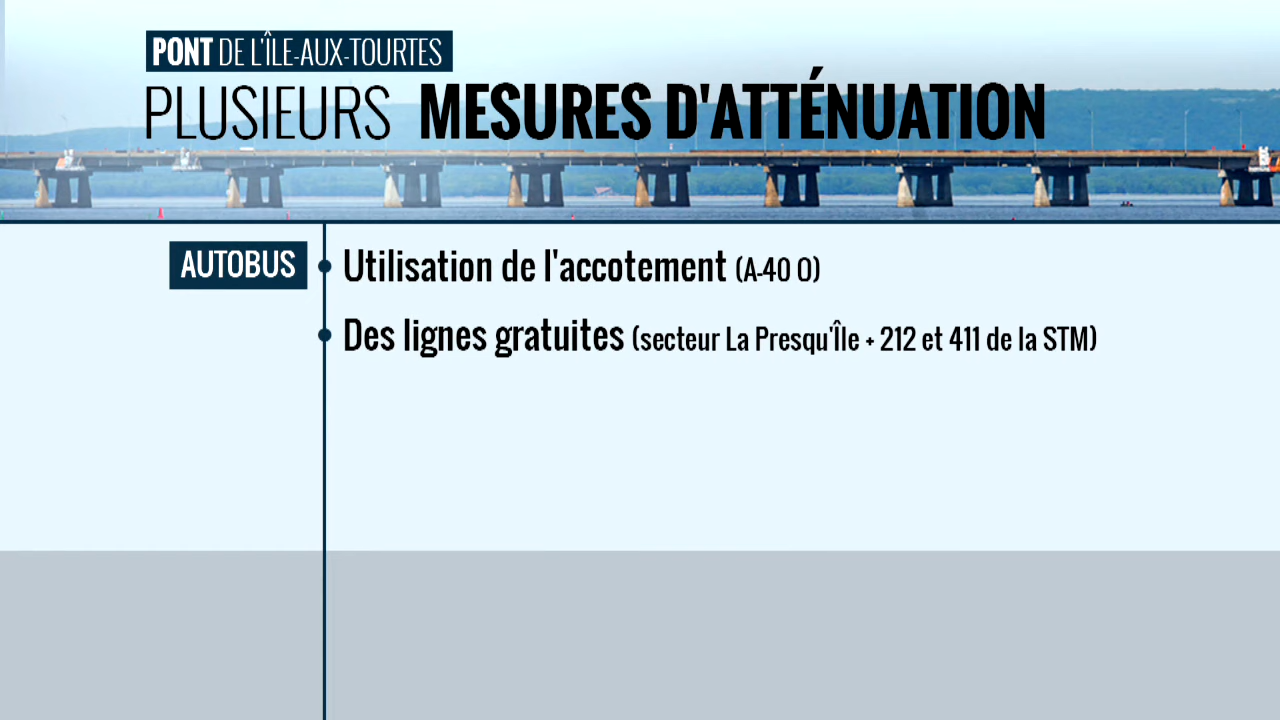 PONT DE L'ÎLE-AUX-TOURTES
PLUSIEURS MESURES D'ATTÉNUATION
AUTOBUS
Utilisation de l'accotement (A-40 O)
Des lignes gratuites (secteur La Presqu'Île + 212 et 411 de la STM)